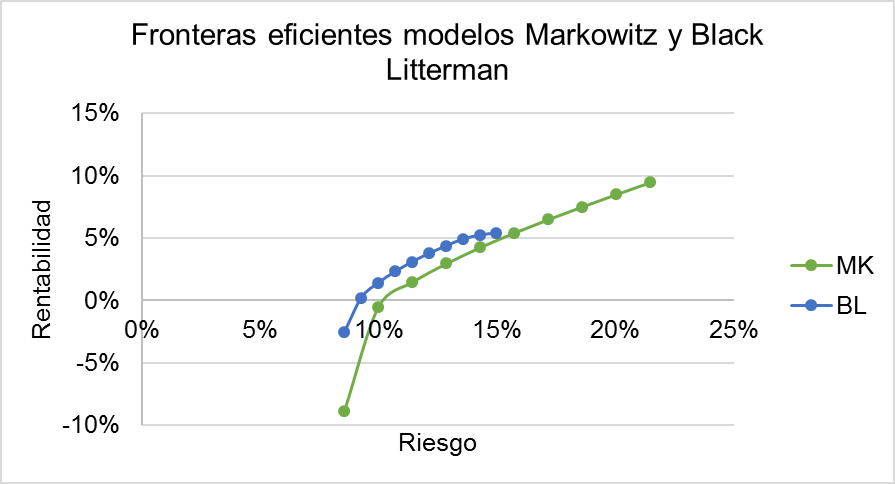 Fronteras eficientes modelos Markowitz y Black
Litterman
15%
10%
5%
0%
-5%
-10%
Rentabilidad
0%
5%
10%
15%
20%
25%
Riesgo
MK
BL